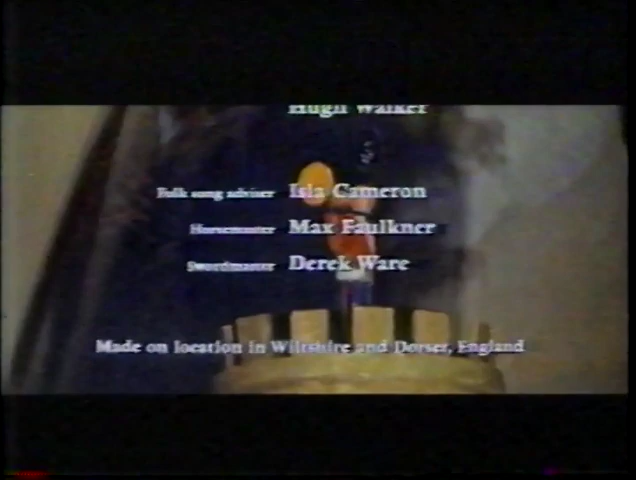 Hugh Walker
Folk song adviser Isla Cameron
Horsemaster Max Faulkner
Swordmaster Derek Ware
Made on location in Wiltshire and Dorset, England